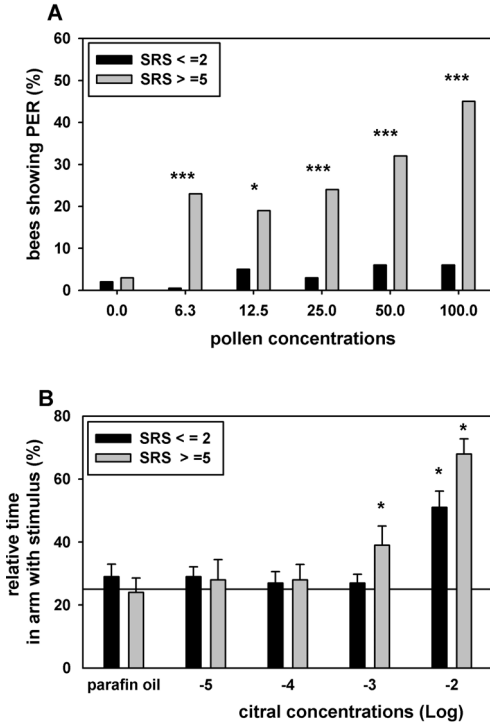 A
60
50
40
30
20
10
0
bees showing PER (%)
SRS < =2
SRS > =5
***
*
***
***
***
0.0 6.3 12.5 25.0 50.0 100.0
pollen concentrations
B
80
60
40
20
0
relative time
in arm with stimulus (%)
SRS < = 2
SRS > =5
*
*
*
parafin oil -5 -4 -3 -2
citral concentrations (Log)